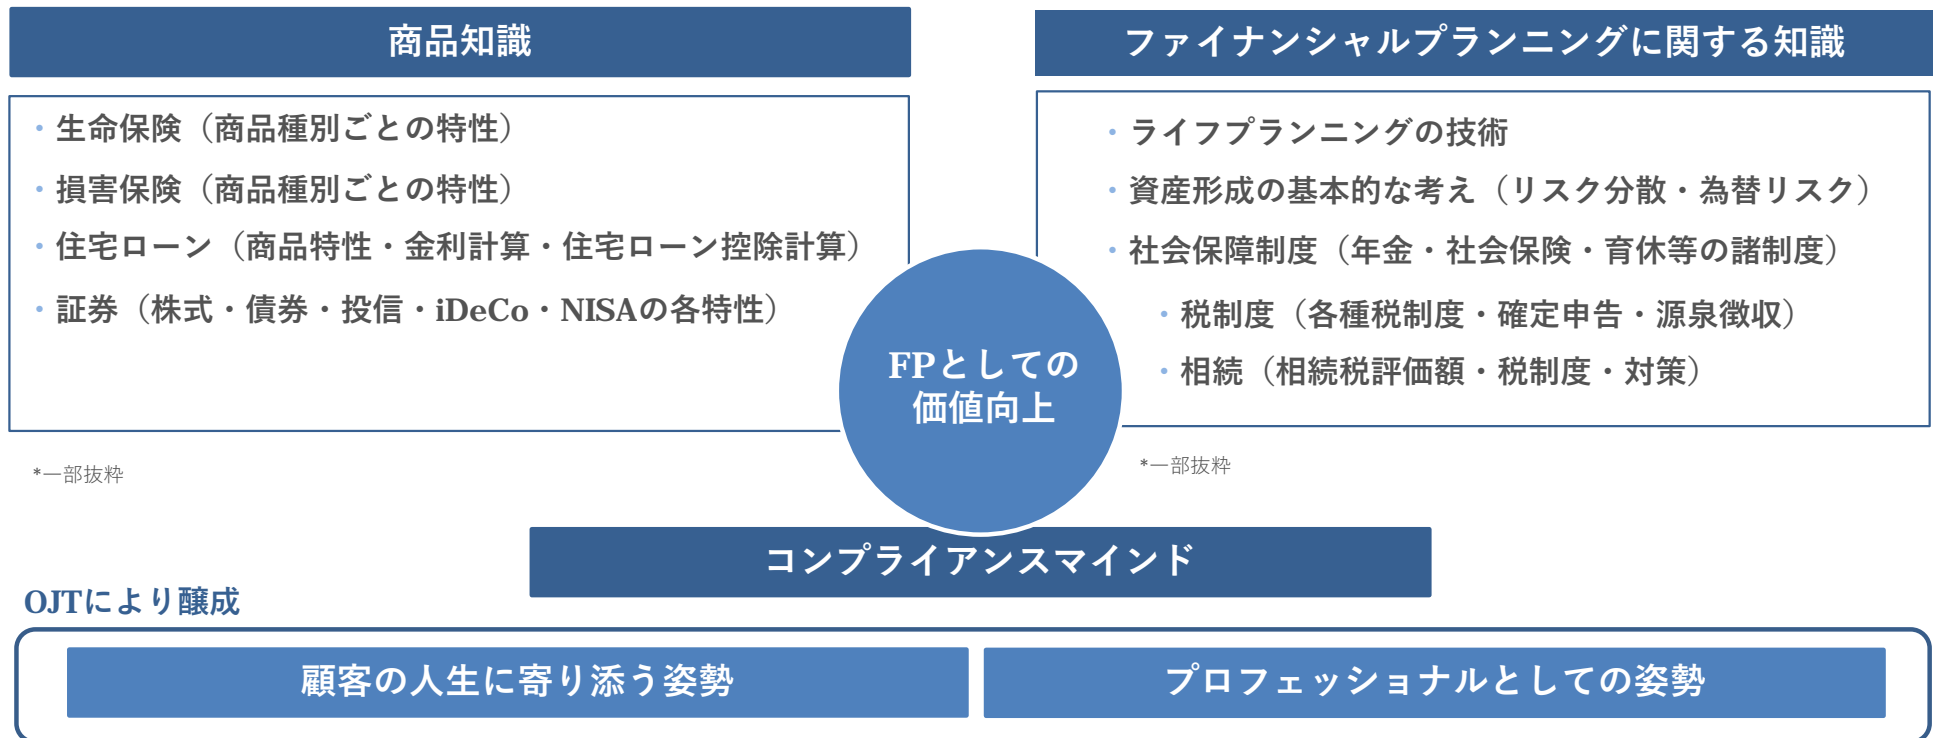 商品知識
・生命保険（商品種別ごとの特性）
・損害保険（商品種別ごとの特性）
・住宅ローン（商品特性・金利計算・住宅ローン控除計算）
・証券（株式・債券・投信・iDeCo・NISAの各特性）
*一部抜粋
ファイナンシャルプランニングに関する知識
・ライフプランニングの技術
・資産形成の基本的な考え（リスク分散・為替リスク）
・社会保障制度（年金・社会保険・育休等の諸制度）
・税制度（各種税制度・確定申告・源泉徴収）
・相続（相続税評価額・税制度・対策）
*一部抜粋
FPとしての
価値向上
コンプライアンスマインド
OJTにより醸成
顧客の人生に寄り添う姿勢
プロフェッショナルとしての姿勢